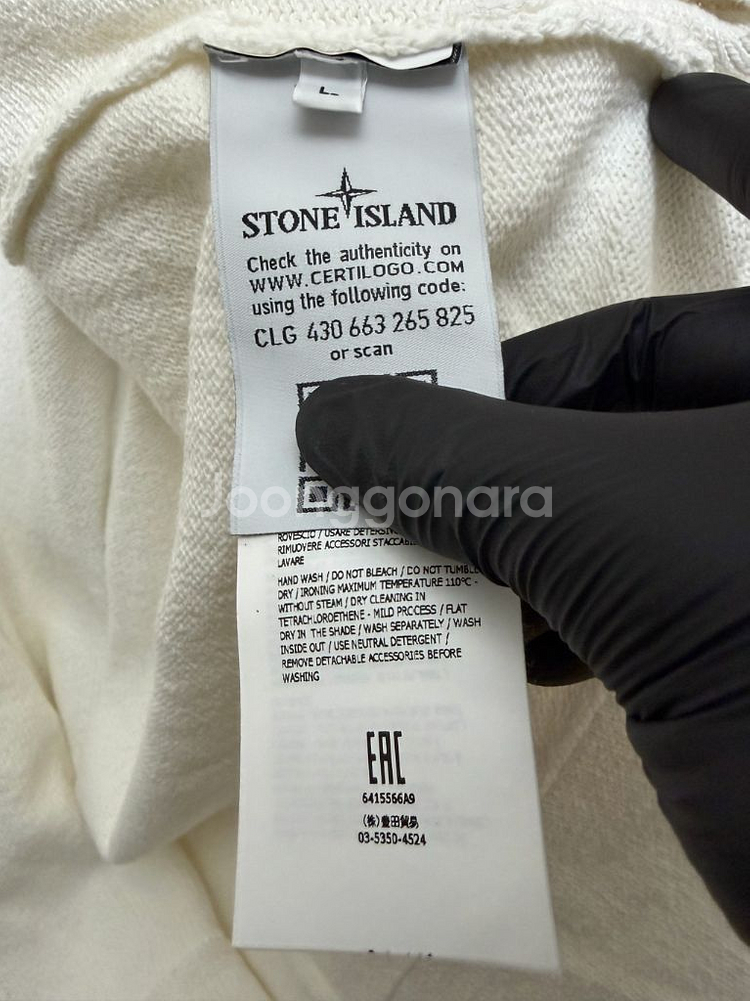 L
STONE ISLAND
Check the authenticity on
WWW.CERTILOGO.COM
using the following code:
CLG 430 663 265 825
or scan
Joonggonara
ROVESCIO / USARE DETERSIVO
RIMUOVERE ACCESSORI STACCABILI
LAVARE
HAND WASH / DO NOT BLEACH / DO NOT TUMBLE
DRY / IRONING MAXIMUM TEMPERATURE 110°C -
WITHOUT STEAM / DRY CLEANING IN
TETRACHLOROETHENE - MILD PROCESS / FLAT
DRY IN THE SHADE / WASH SEPARATELY / WASH
INSIDE OUT / USE NEUTRAL DETERGENT /
REMOVE DETACHABLE ACCESSORIES BEFORE
WASHING
EAC
6415566A9
(株)豊田貿易
03-5350-4524